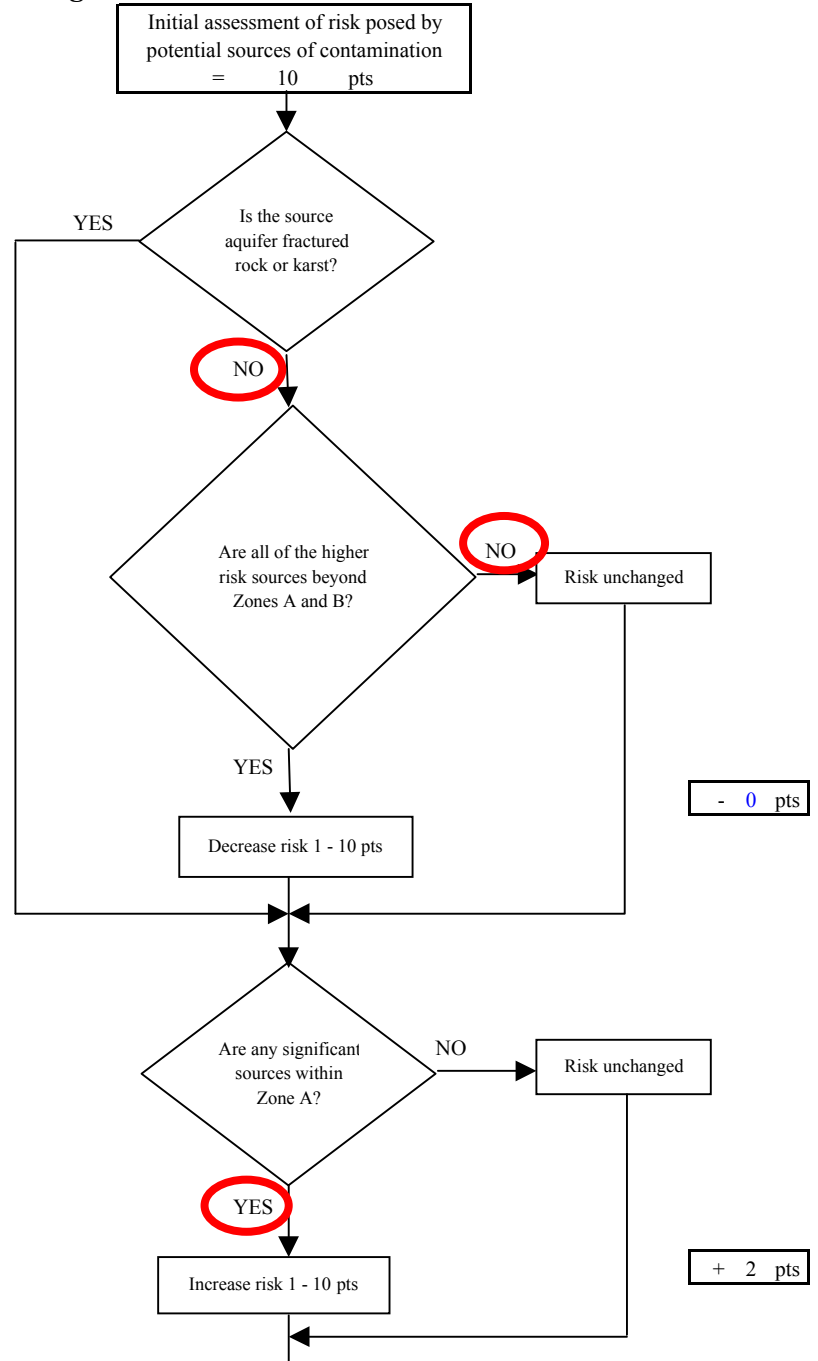 Initial assessment of risk posed by
potential sources of contamination
= 10 pts
YES
Is the source
aquifer fractured
rock or karst?
NO
Are all of the higher
risk sources beyond
Zones A and B?
NO
Risk unchanged
YES
- 0 pts
Decrease risk 1 - 10 pts
Are any significant
sources within
Zone A?
NO
Risk unchanged
YES
+ 2 pts
Increase risk 1 - 10 pts